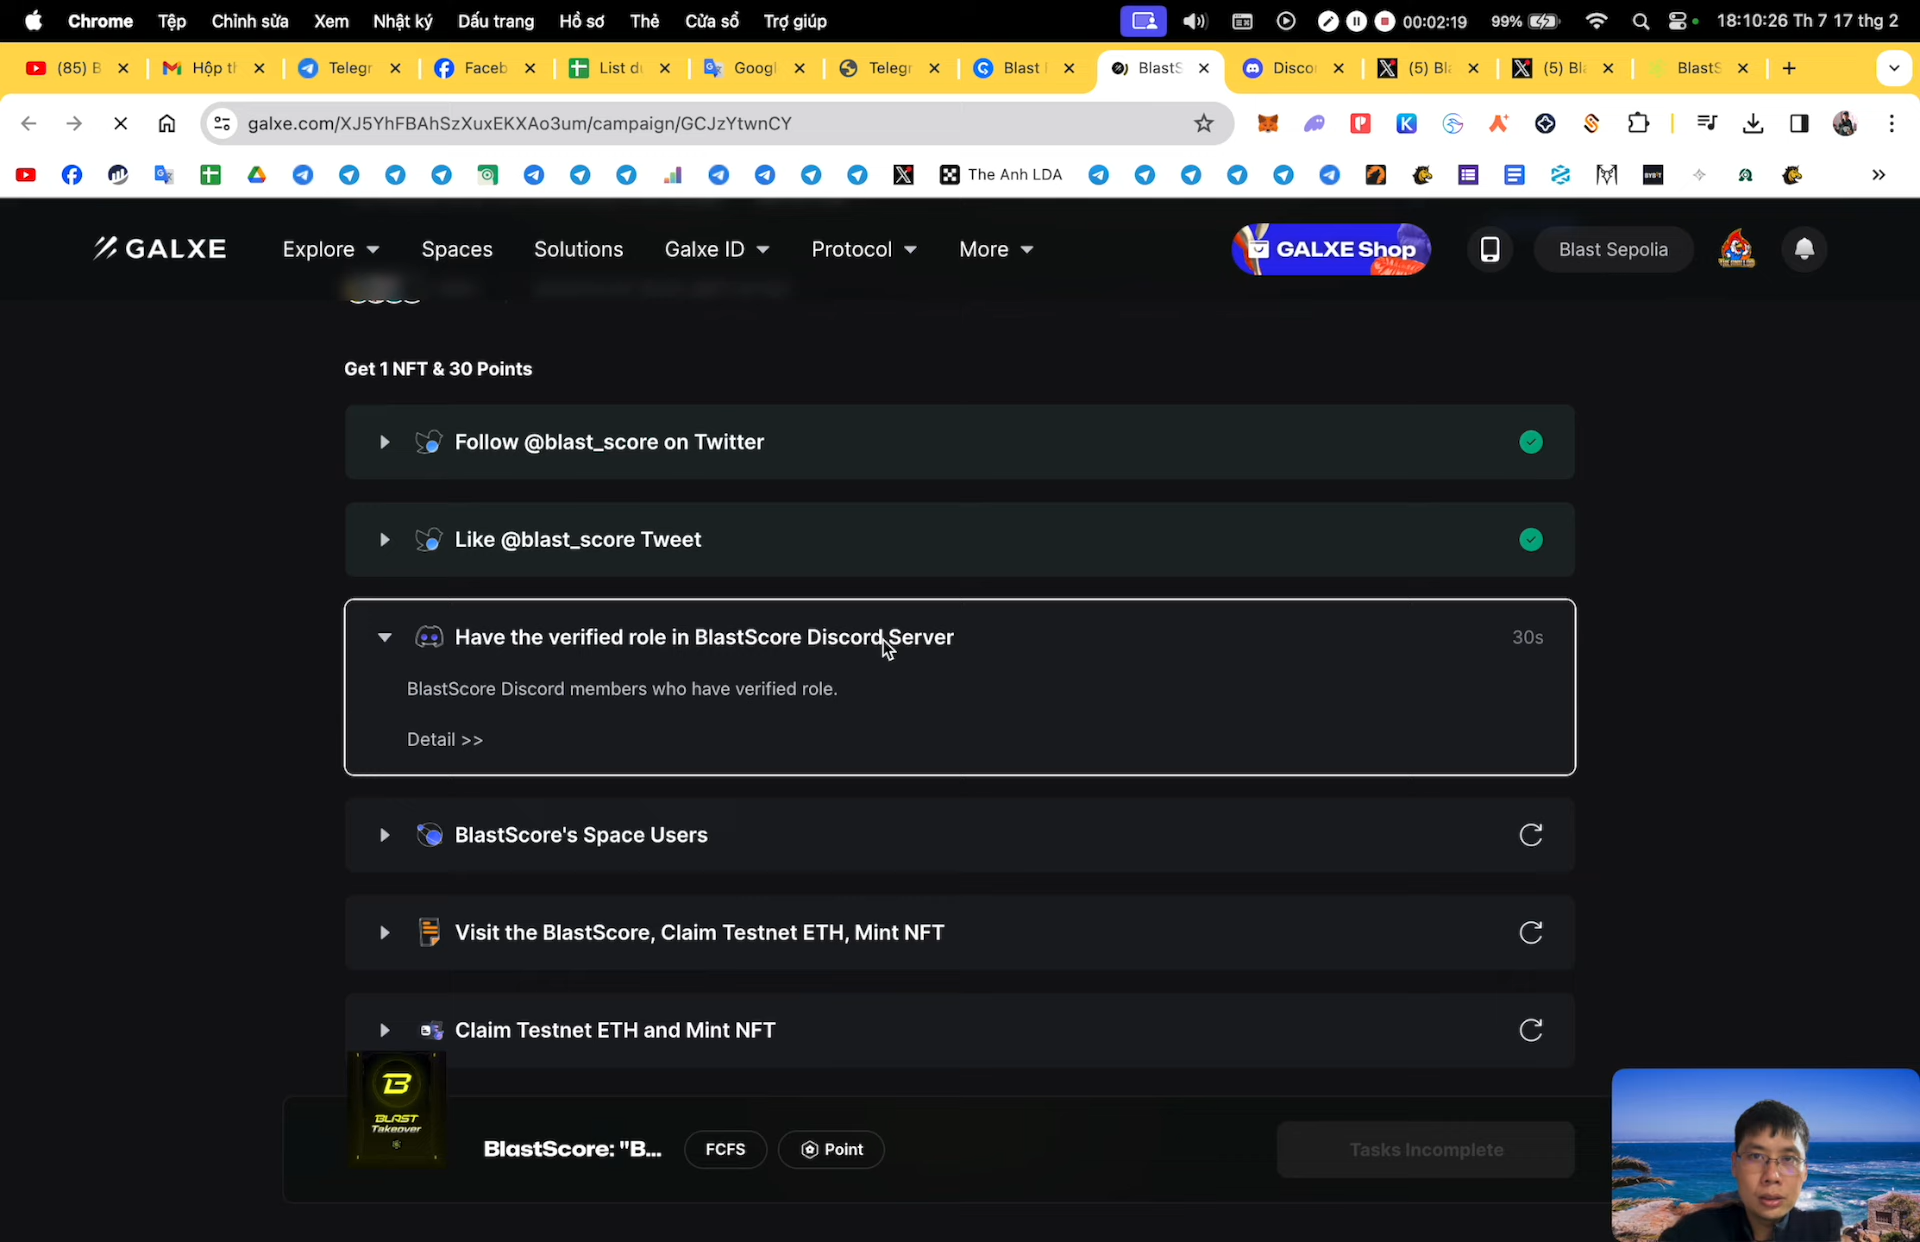 Chrome Tệp Chỉnh sửa Xem Nhật ký Dấu trang Hồ sơ Thẻ Cửa sổ Trợ giúp 00:02:19 99% 18:10:26 Th 7 17 thg 2
(85) B Hộp th Telegr Faceb List dụ Googl Telegr Blast BlastS Disco (5) Bla (5) Bla BlastS
galxe.com/XJ5YhFBAhSzXuxEKXAo3um/campaign/GCJzYtwnCY
The Anh LDA
GALXE Explore Spaces Solutions Galxe ID Protocol More GALXE Shop Blast Sepolia
Get 1 NFT & 30 Points
Follow @blast_score on Twitter
Like @blast_score Tweet
Have the verified role in BlastScore Discord Server 30s
BlastScore Discord members who have verified role.
Detail >>
BlastScore's Space Users
Visit the BlastScore, Claim Testnet ETH, Mint NFT
Claim Testnet ETH and Mint NFT
BLAST
Takeover
BlastScore: "B... FCFS Point Tasks Incomplete